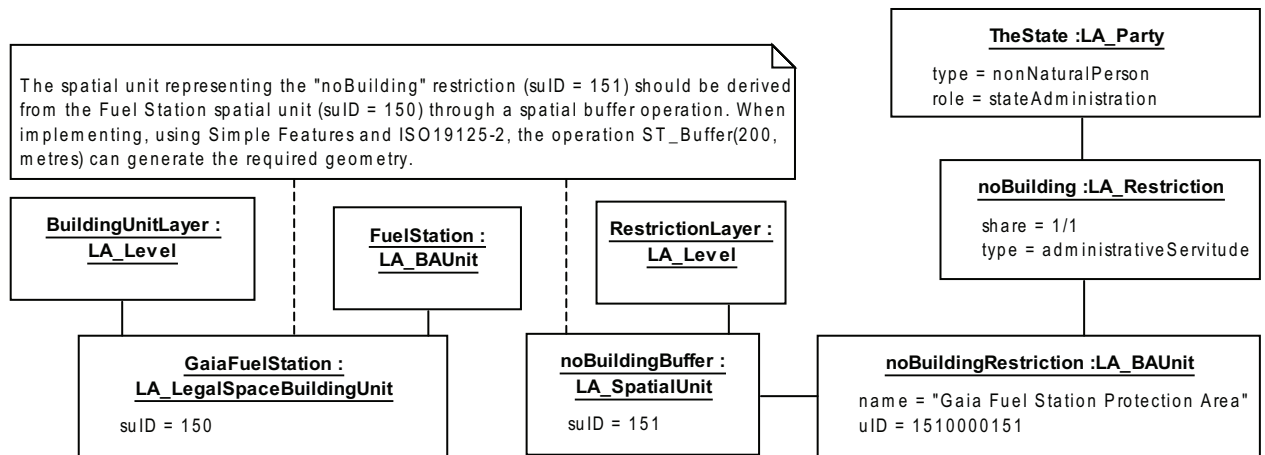 TheState :LA_Party
type = nonNaturalPerson
role = stateAdministration
The spatial unit representing the "noBuilding" restriction (suID = 151) should be derived
from the Fuel Station spatial unit (suID = 150) through a spatial buffer operation. When
implementing, using Simple Features and ISO19125-2, the operation ST_Buffer(200,
metres) can generate the required geometry.
noBuilding :LA_Restriction
share = 1/1
type = administrativeServitude
BuildingUnitLayer :
LA_Level
FuelStation :
LA_BAUnit
RestrictionLayer :
LA_Level
GaiaFuelStation :
LA_LegalSpaceBuildingUnit
suID = 150
noBuildingBuffer :
LA_SpatialUnit
suID = 151
noBuildingRestriction :LA_BAUnit
name = "Gaia Fuel Station Protection Area"
uID = 1510000151